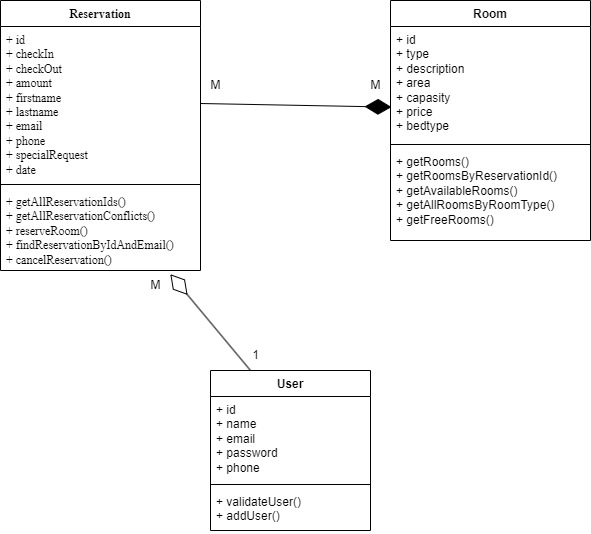 Reservation
+ id
+ checkIn
+ checkOut
+ amount
+ firstname
+ lastname
+ email
+ phone
+ specialRequest
+ date
+ getAllReservationIds()
+ getAllReservationConflicts()
+ reserveRoom()
+ findReservationByIdAndEmail()
+ cancelReservation()
M
M
Room
+ id
+ type
+ description
+ area
+ capasity
+ price
+ bedtype
+ getRooms()
+ getRoomsByReservationId()
+ getAvailableRooms()
+ getAllRoomsByRoomType()
+ getFreeRooms()
M
1
User
+ id
+ name
+ email
+ password
+ phone
+ validateUser()
+ addUser()